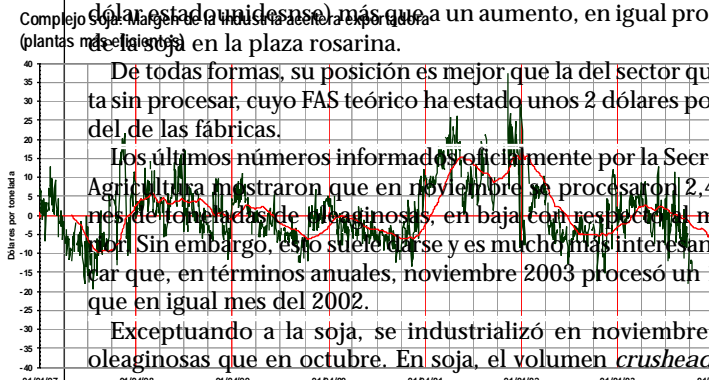 Complejo soja: Margen de la industria aceitera exportadora
(plantas más eficientes)
dólar estadounidesnse) más que a un aumento, en igual pro
de la soja en la plaza rosarina.
De todas formas, su posición es mejor que la del sector qu
ta sin procesar, cuyo FAS teórico ha estado unos 2 dólares po
del de las fábricas.
Los últimos números informados oficialmente por la Secr
Agricultura mostraron que en noviembre se procesaron 2,4
nes de toneladas de oleaginosas, en baja con respecto al m
rior. Sin embargo, esto suele darse y es mucho más interesan
car que, en términos anuales, noviembre 2003 procesó un
que en igual mes del 2002.
Exceptuando a la soja, se industrializó en noviembre
oleaginosas que en octubre. En soja, el volumen crusheac
Dólares por tonelada
40
35
30
25
20
15
10
5
0
-5
-10
-15
-20
-25
-30
-35
-40